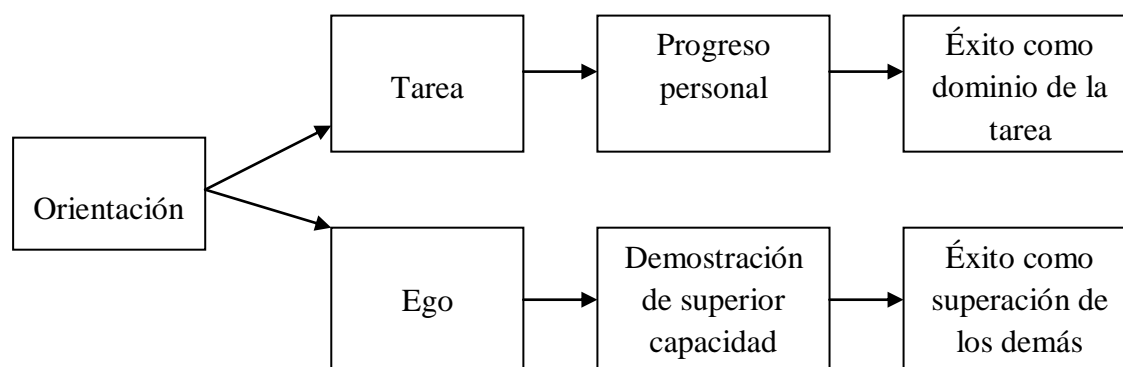 Orientación
Tarea
Progreso
personal
Éxito como
dominio de la
tarea
Ego
Demostración
de superior
capacidad
Éxito como
superación de
los demás